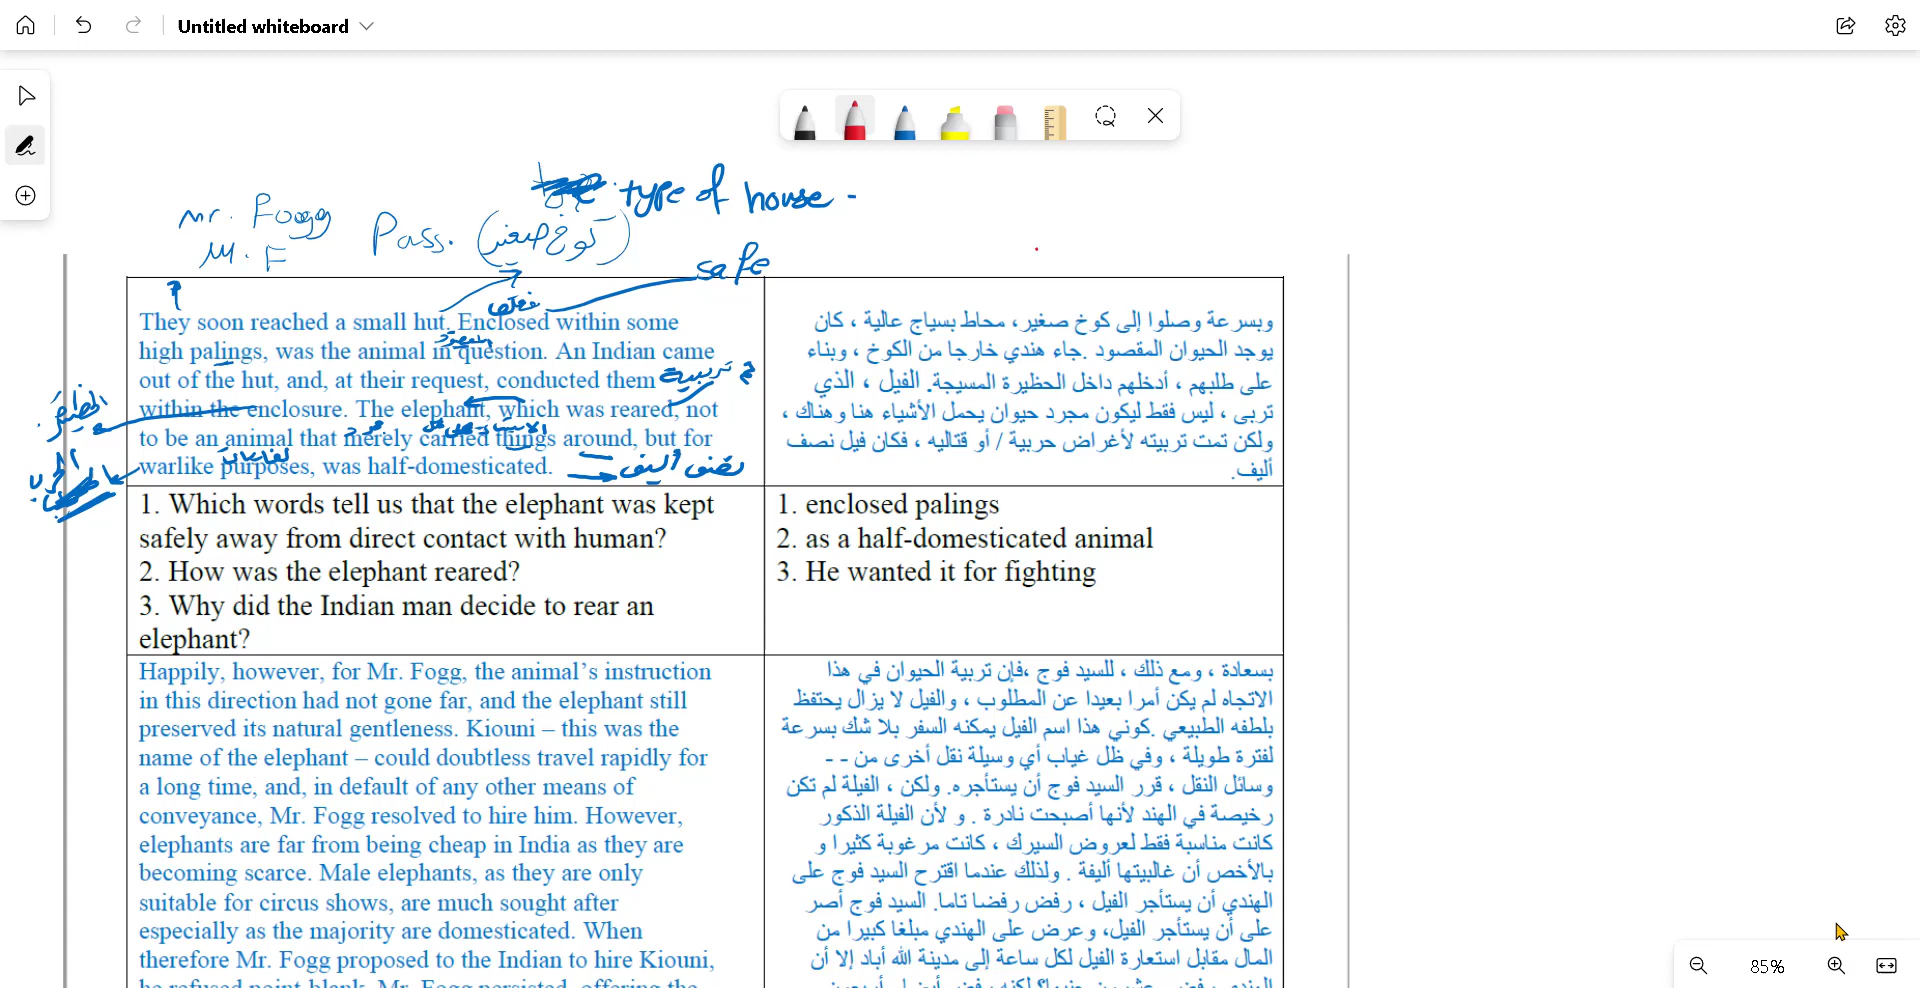 Untitled whiteboard
type of house -
Mr. Fogg
M. F
Pass. (كوخ صغير)
safe
They soon reached a small hut. Enclosed within some
high palings, was the animal in question. An Indian came
out of the hut, and, at their request, conducted them
within the enclosure. The elephant, which was reared, not
to be an animal that merely carried things around, but for
warlike purposes, was half-domesticated.
المقصود
تربية
مجرد
لغايات
نصف أليف
وبسرعة وصلوا إلى كوخ صغير، محاط بسياج عالية ، كان
يوجد الحيوان المقصود .جاء هندي خارجا من الكوخ ، وبناء
على طلبهم ، أدخلهم داخل الحظيرة المسيجة. الفيل ، الذي
تربى ، ليس فقط ليكون مجرد حيوان يحمل الأشياء هنا وهناك ،
ولكن تمت تربيته لأغراض حربية / أو قتاليه ، فكان فيل نصف
أليف.
1. Which words tell us that the elephant was kept
safely away from direct contact with human?
2. How was the elephant reared?
3. Why did the Indian man decide to rear an
elephant?
1. enclosed palings
2. as a half-domesticated animal
3. He wanted it for fighting
Happily, however, for Mr. Fogg, the animal’s instruction
in this direction had not gone far, and the elephant still
preserved its natural gentleness. Kiouni – this was the
name of the elephant – could doubtless travel rapidly for
a long time, and, in default of any other means of
conveyance, Mr. Fogg resolved to hire him. However,
elephants are far from being cheap in India as they are
becoming scarce. Male elephants, as they are only
suitable for circus shows, are much sought after
especially as the majority are domesticated. When
therefore Mr. Fogg proposed to the Indian to hire Kiouni,
he refused point-blank. Mr. Fogg persisted, offering the
بسعادة ، ومع ذلك ، للسيد فوج ،فإن تربية الحيوان في هذا
الاتجاه لم يكن أمرا بعيدا عن المطلوب ، والفيل لا يزال يحتفظ
بلطفه الطبيعي .كوني هذا اسم الفيل يمكنه السفر بلا شك بسرعة
لفترة طويلة ، وفي ظل غياب أي وسيلة نقل أخرى من - -
وسائل النقل ، قرر السيد فوج أن يستأجره. ولكن ، الفيلة لم تكن
رخيصة في الهند لأنها أصبحت نادرة . و لأن الفيلة الذكور
كانت مناسبة فقط لعروض السيرك ، كانت مرغوبة كثيرا و
بالأخص أن غالبيتها أليفة . ولذلك عندما اقترح السيد فوج على
الهندي أن يستأجر الفيل ، رفض رفضا تاما. السيد فوج أصر
على أن يستأجر الفيل، وعرض على الهندي مبلغا كبيرا من
المال مقابل استعارة الفيل لكل ساعة إلى مدينة الله أباد إلا أن
85%